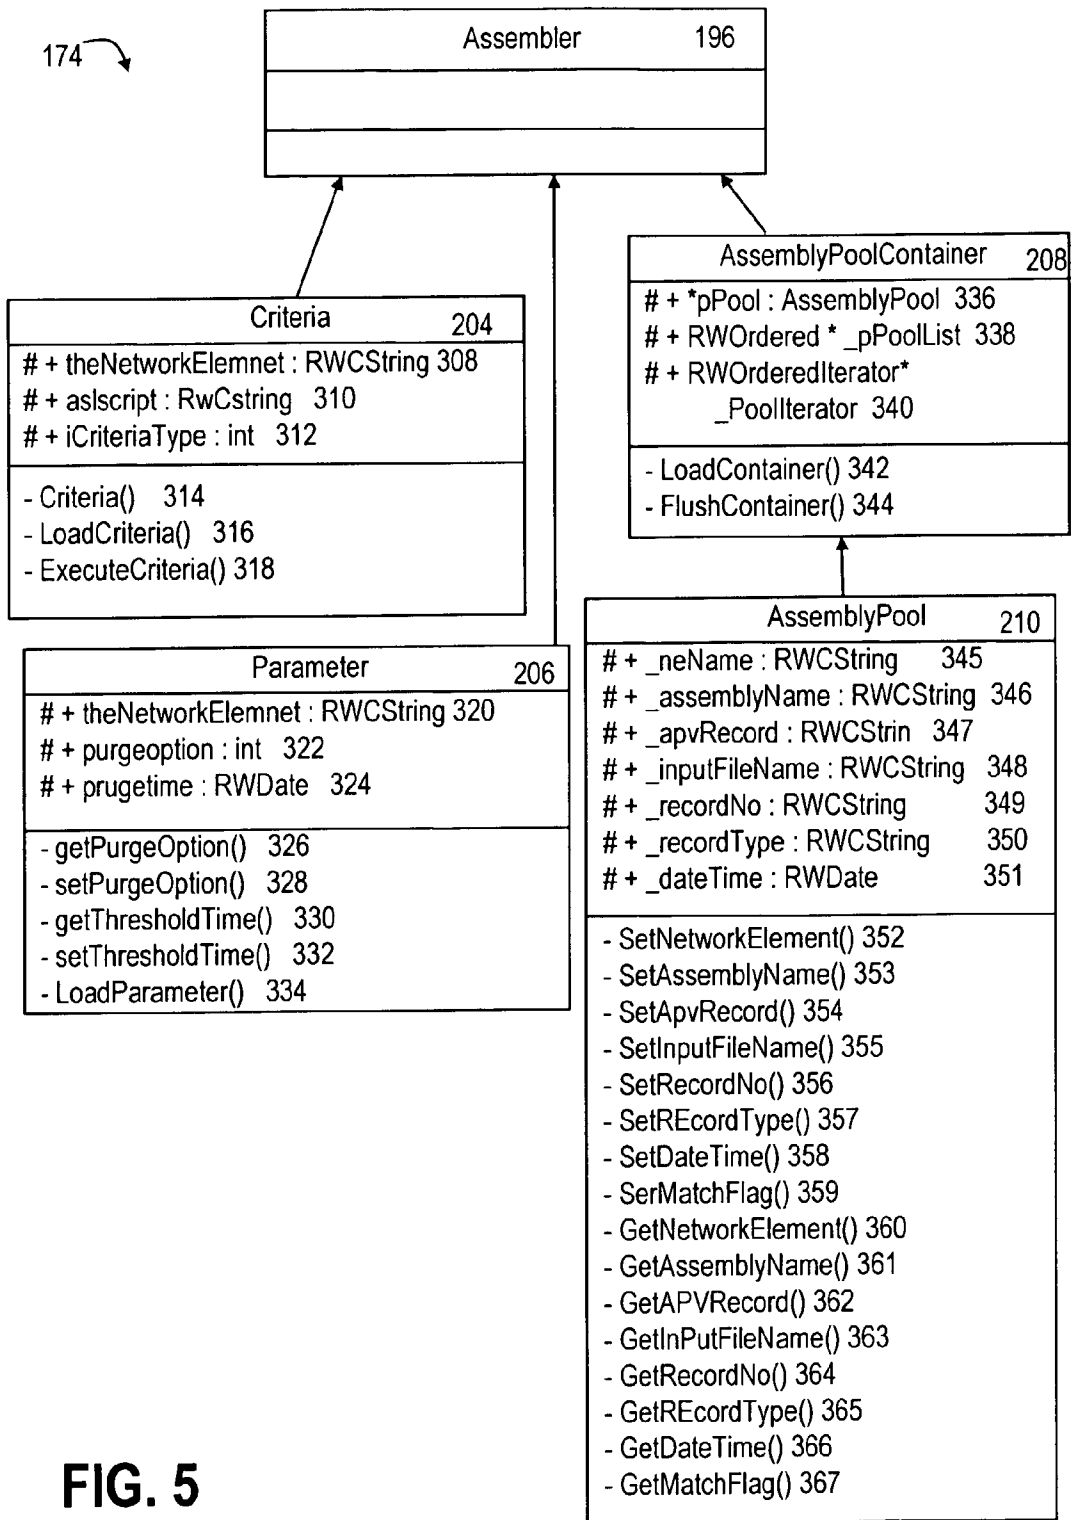 174
Assembler 196
AssemblyPoolContainer 208
# + *pPool : AssemblyPool 336
# + RWOrdered * _pPoolList 338
# + RWOrderedIterator*
_PoolIterator 340
- LoadContainer() 342
- FlushContainer() 344
Criteria 204
# + theNetworkElemnet : RWCString 308
# + aslscript : RwCstring 310
# + iCriteriaType : int 312
- Criteria() 314
- LoadCriteria() 316
- ExecuteCriteria() 318
Parameter 206
# + theNetworkElemnet : RWCString 320
# + purgeoption : int 322
# + prugetime : RWDate 324
- getPurgeOption() 326
- setPurgeOption() 328
- getThresholdTime() 330
- setThresholdTime() 332
- LoadParameter() 334
AssemblyPool 210
# + _neName : RWCString 345
# + _assemblyName : RWCString 346
# + _apvRecord : RWCStrin 347
# + _inputFileName : RWCString 348
# + _recordNo : RWCString 349
# + _recordType : RWCString 350
# + _dateTime : RWDate 351
- SetNetworkElement() 352
- SetAssemblyName() 353
- SetApvRecord() 354
- SetInputFileName() 355
- SetRecordNo() 356
- SetREcordType() 357
- SetDateTime() 358
- SerMatchFlag() 359
- GetNetworkElement() 360
- GetAssemblyName() 361
- GetAPVRecord() 362
- GetInPutFileName() 363
- GetRecordNo() 364
- GetREcordType() 365
- GetDateTime() 366
- GetMatchFlag() 367
FIG. 5